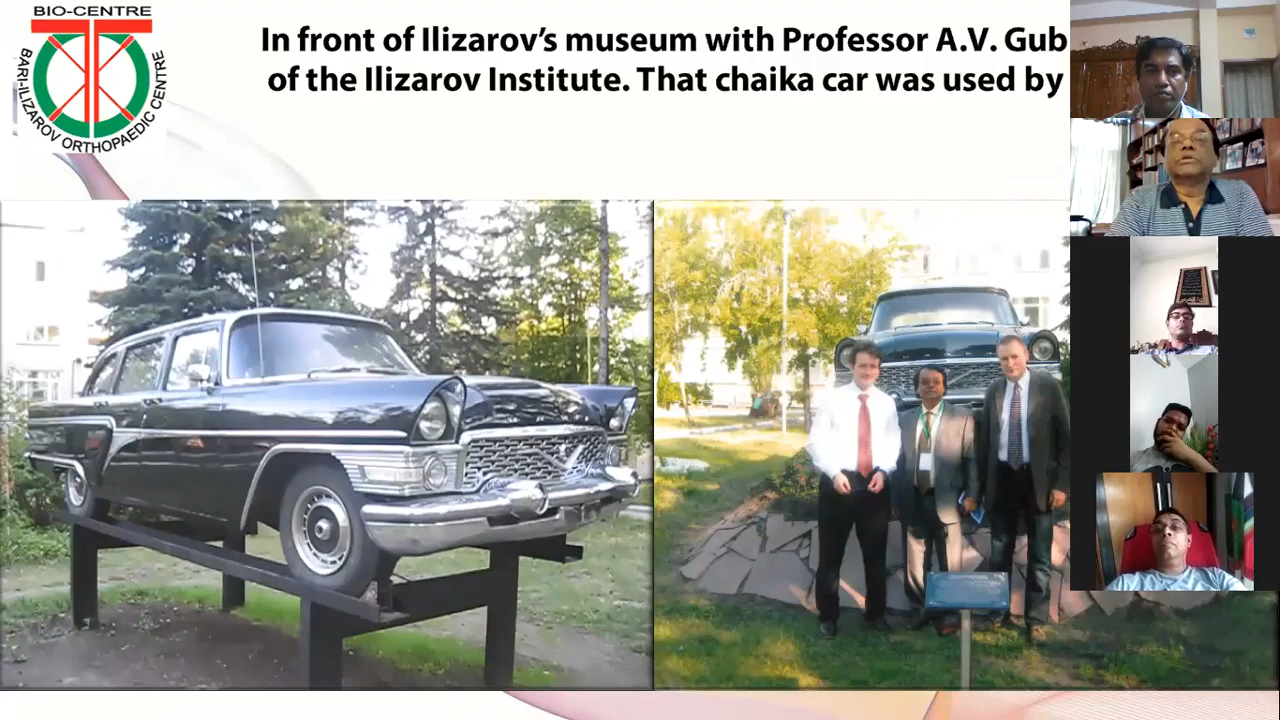 BIO-CENTRE
BARI-ILIZAROV ORTHOPAEDIC CENTRE
In front of Ilizarov’s museum with Professor A.V. Gub
of the Ilizarov Institute. That chaika car was used by